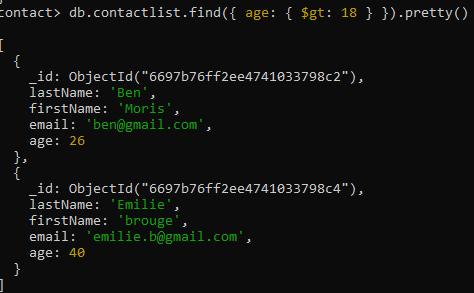 contact> db.contactlist.find({ age: { $gt: 18 } }).pretty()
[
  {
    _id: ObjectId("6697b76ff2ee4741033798c2"),
    lastName: 'Ben',
    firstName: 'Moris',
    email: 'ben@gmail.com',
    age: 26
  },
  {
    _id: ObjectId("6697b76ff2ee4741033798c4"),
    lastName: 'Emilie',
    firstName: 'brouge',
    email: 'emilie.b@gmail.com',
    age: 40
  }
]